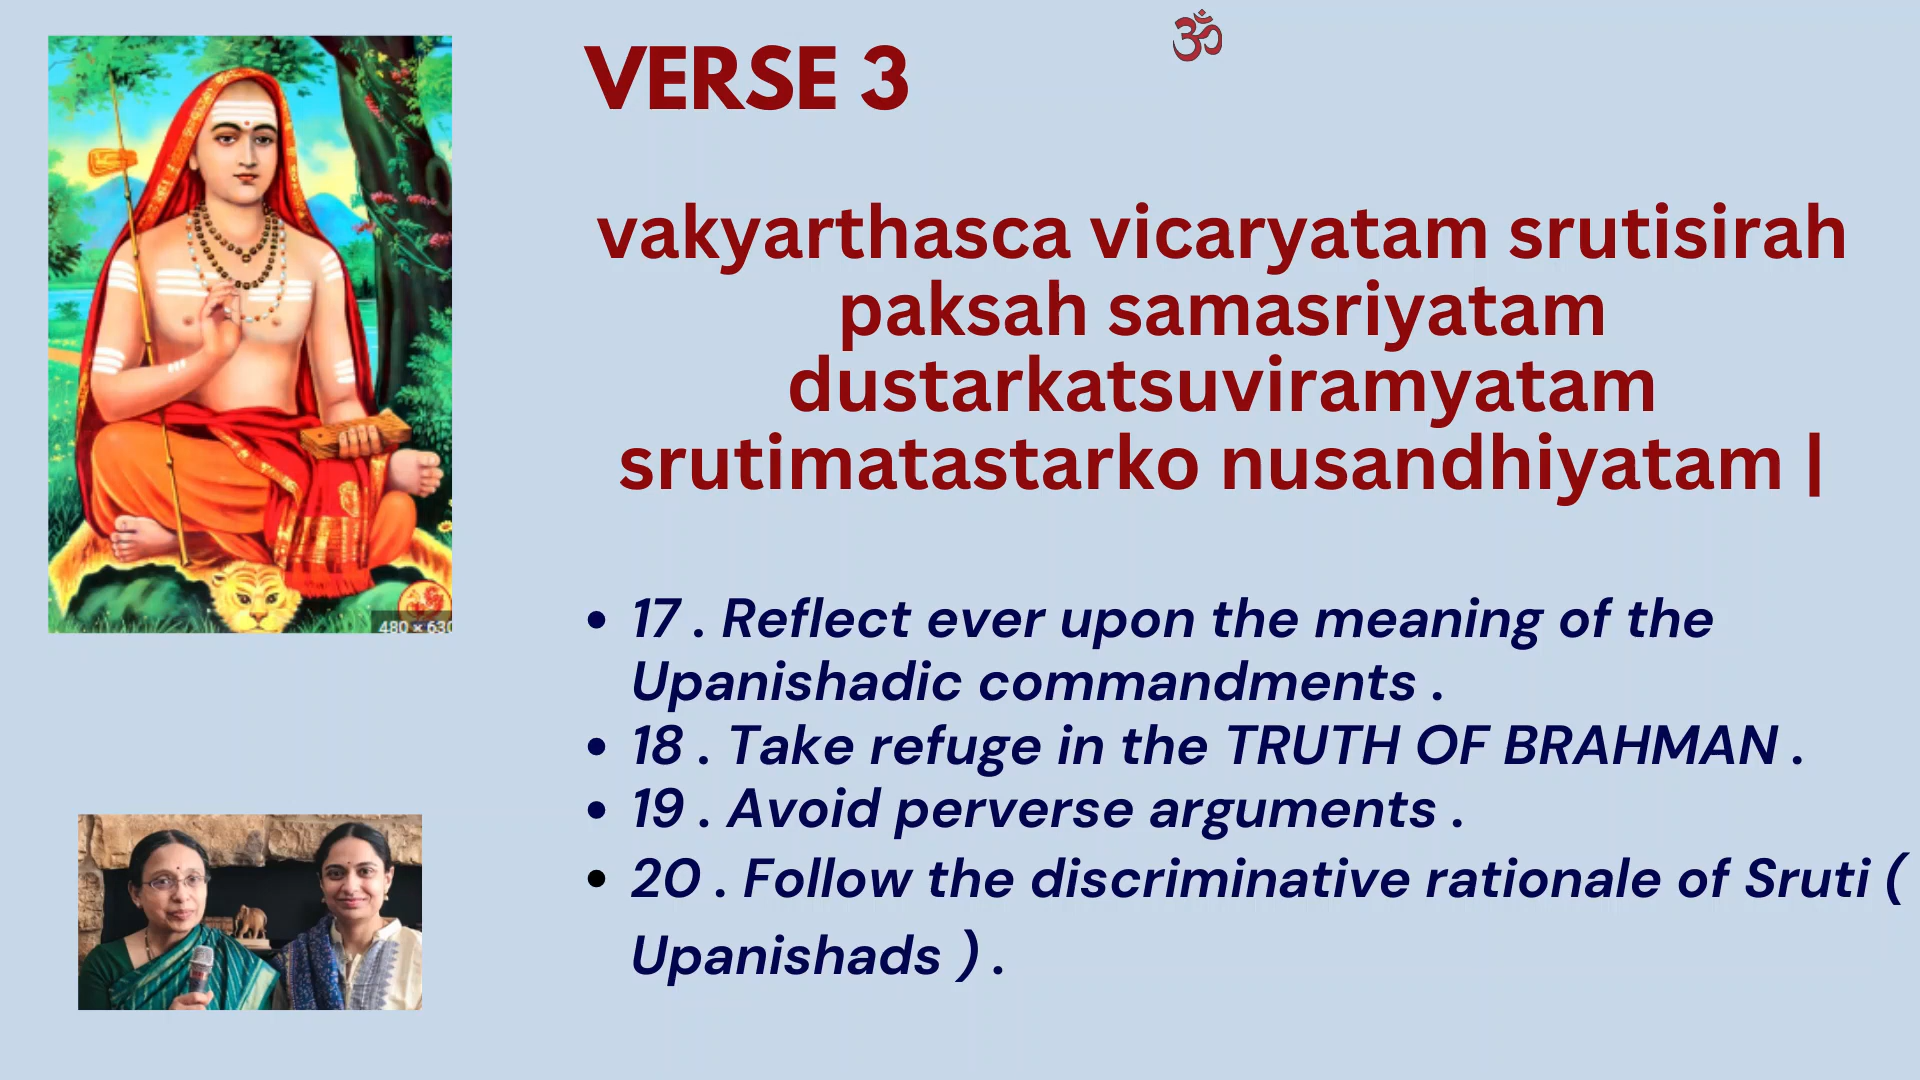 ॐ
VERSE 3
vakyarthasca vicaryatam srutisirah
paksah samasriyatam
dustarkatsuviramyatam
srutimatastarko nusandhiyatam |
480 × 630
• 17 . Reflect ever upon the meaning of the
Upanishadic commandments .
• 18 . Take refuge in the TRUTH OF BRAHMAN .
• 19 . Avoid perverse arguments .
• 20 . Follow the discriminative rationale of Sruti (
Upanishads ) .